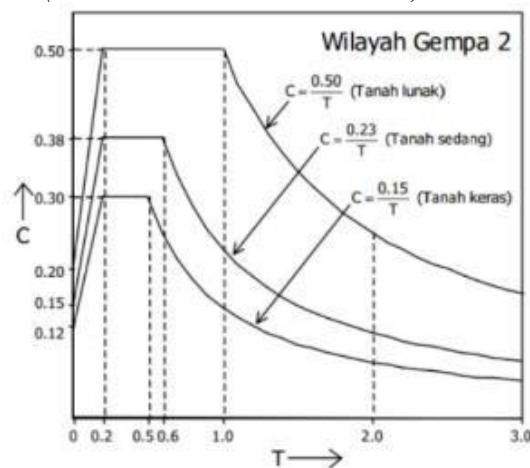 Wilayah Gempa 2
0.50
C = 0.50/T (Tanah lunak)
0.38
C = 0.23/T (Tanah sedang)
0.30
C = 0.15/T (Tanah keras)
C
0.20
0.15
0.12
0 0.2 0.5 0.6 1.0 2.0 3.0
T